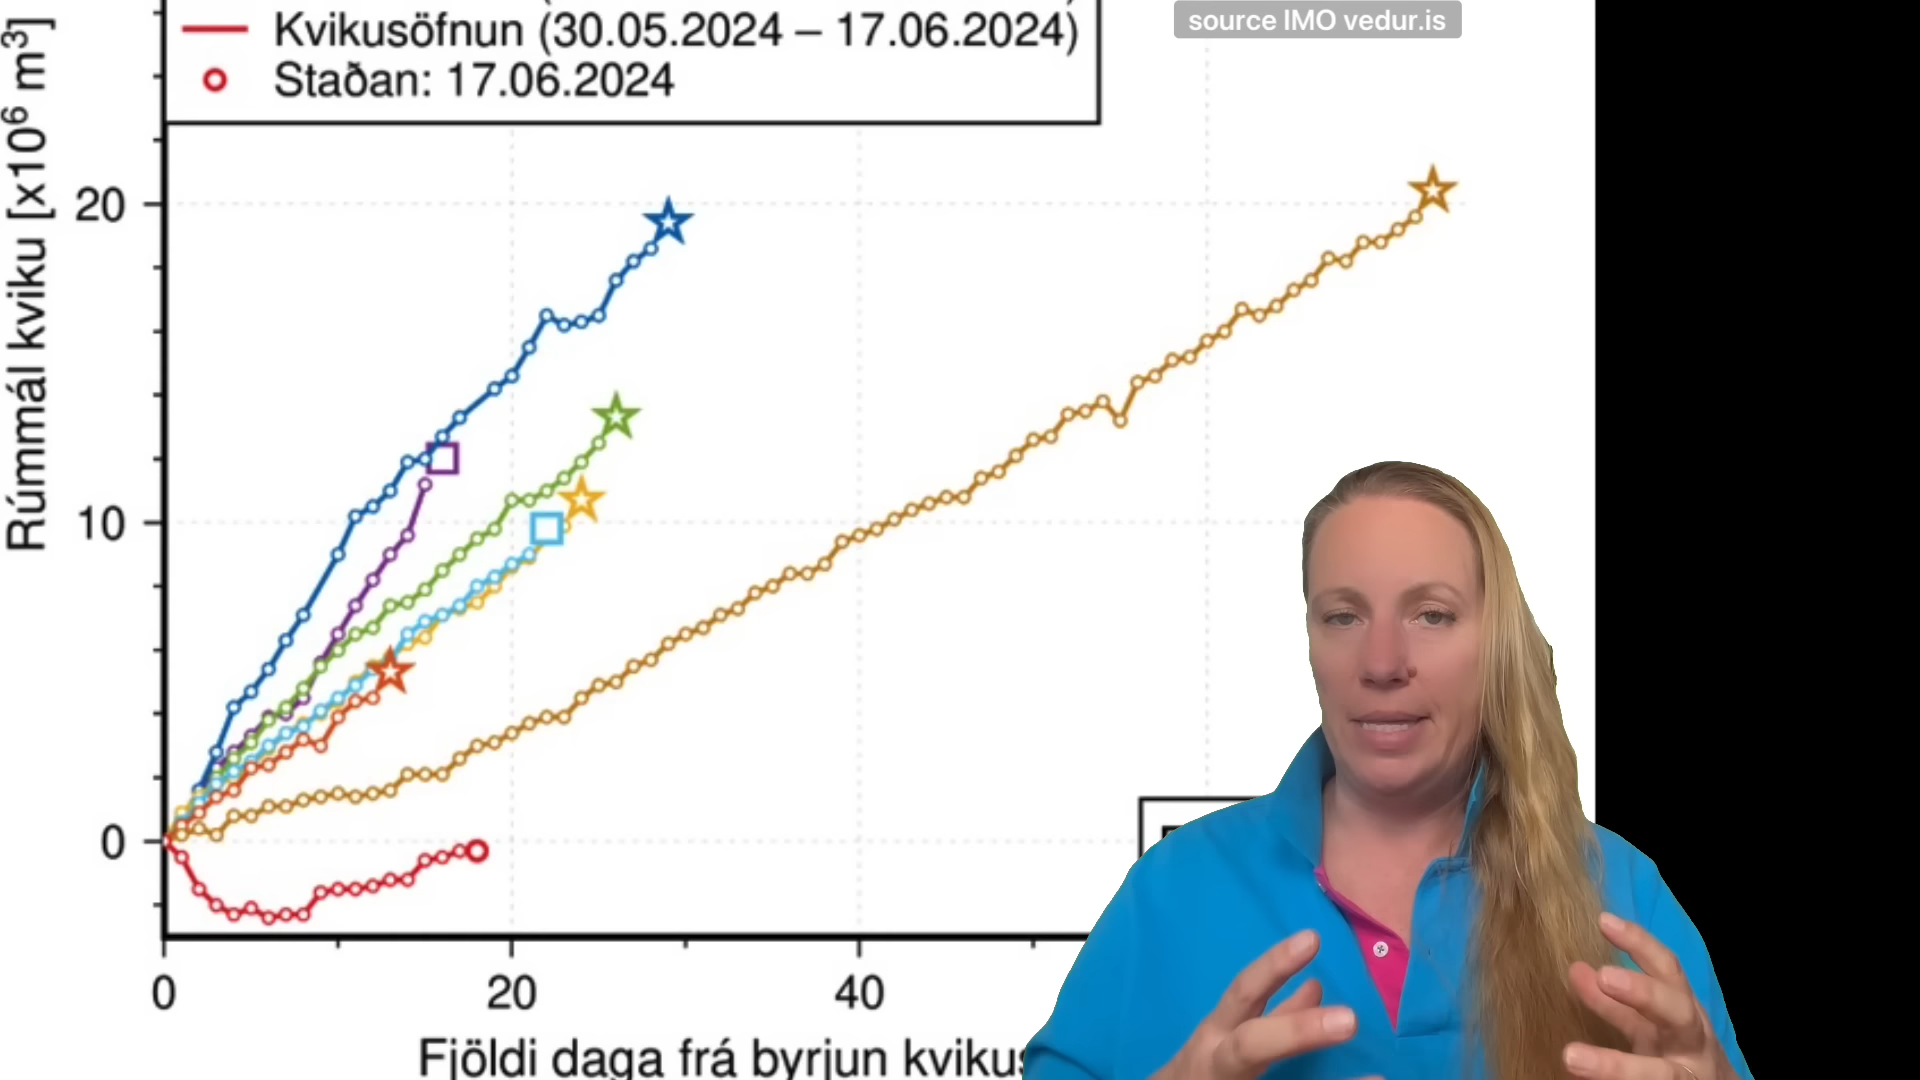 source IMO vedur.is
Kvikusöfnun (30.05.2024 – 17.06.2024)
Staðan: 17.06.2024
Rúmmál kviku [x10⁶ m³]
20
10
0
0
20
40
Fjöldi daga frá byrjun